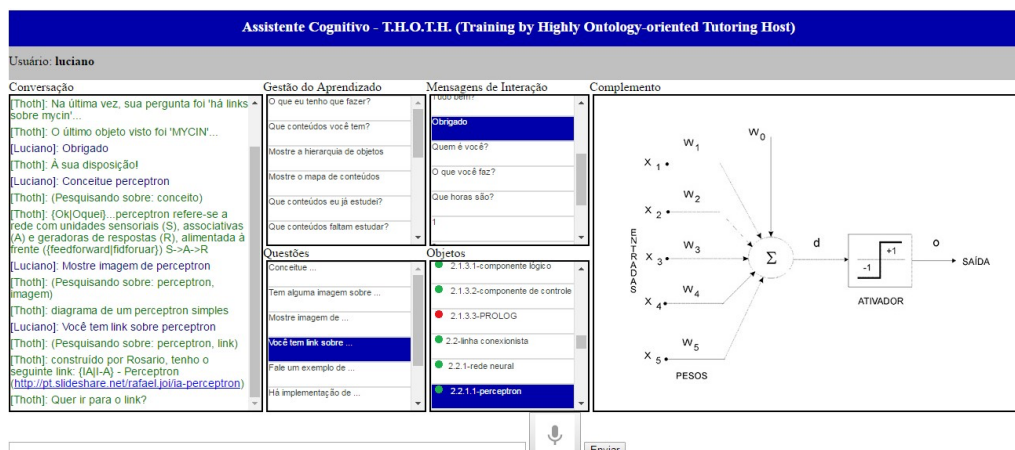 Assistente Cognitivo - T.H.O.T.H. (Training by Highly Ontology-oriented Tutoring Host)
Usuário: luciano
Conversação
[Thoth]: Na última vez, sua pergunta foi 'há links
sobre mycin'...
[Thoth]: O último objeto visto foi 'MYCIN'...
[Luciano]: Obrigado
[Thoth]: Á sua disposição!
[Luciano]: Conceitue perceptron
[Thoth]: (Pesquisando sobre: conceito)
[Thoth]: {Ok|Oquei}...perceptron refere-se a
rede com unidades sensoriais (S), associativas
(A) e geradoras de respostas (R), alimentada à
frente ({feedforward|fidforuar}) S->A->R
[Luciano]: Mostre imagem de perceptron
[Thoth]: (Pesquisando sobre: perceptron,
imagem)
[Thoth]: diagrama de um perceptron simples
[Luciano]: Você tem link sobre perceptron
[Thoth]: (Pesquisando sobre: perceptron, link)
[Thoth]: construído por Rosario, tenho o
seguinte link: {IA|I-A} - Perceptron
(http://pt.slideshare.net/rafael.joi/ia-perceptron)
[Thoth]: Quer ir para o link?
Gestão do Aprendizado
O que eu tenho que fazer?
Que conteúdos você tem?
Mostre a hierarquia de objetos
Mostre o mapa de conteúdos
Que conteúdos eu já estudei?
Que conteúdos faltam estudar?
Mensagens de Interação
Tudo bem?
Obrigado
Quem é você?
O que você faz?
Que horas são?
1
Questões
Conceitue ...
Tem alguma imagem sobre ...
Mostre imagem de ...
Você tem link sobre ...
Fale um exemplo de ...
Há implementação de ...
Objetos
2.1.3.1-componente lógico
2.1.3.2-componente de controle
2.1.3.3-PROLOG
2.2-linha conexionista
2.2.1-rede neural
2.2.1.1-perceptron
Complemento
W0
W1
X1
W2
X2
W3
X3
W4
X4
W5
X5
ENTRADAS
PESOS
Σ
d
+1
-1
ATIVADOR
o
SAÍDA
Enviar